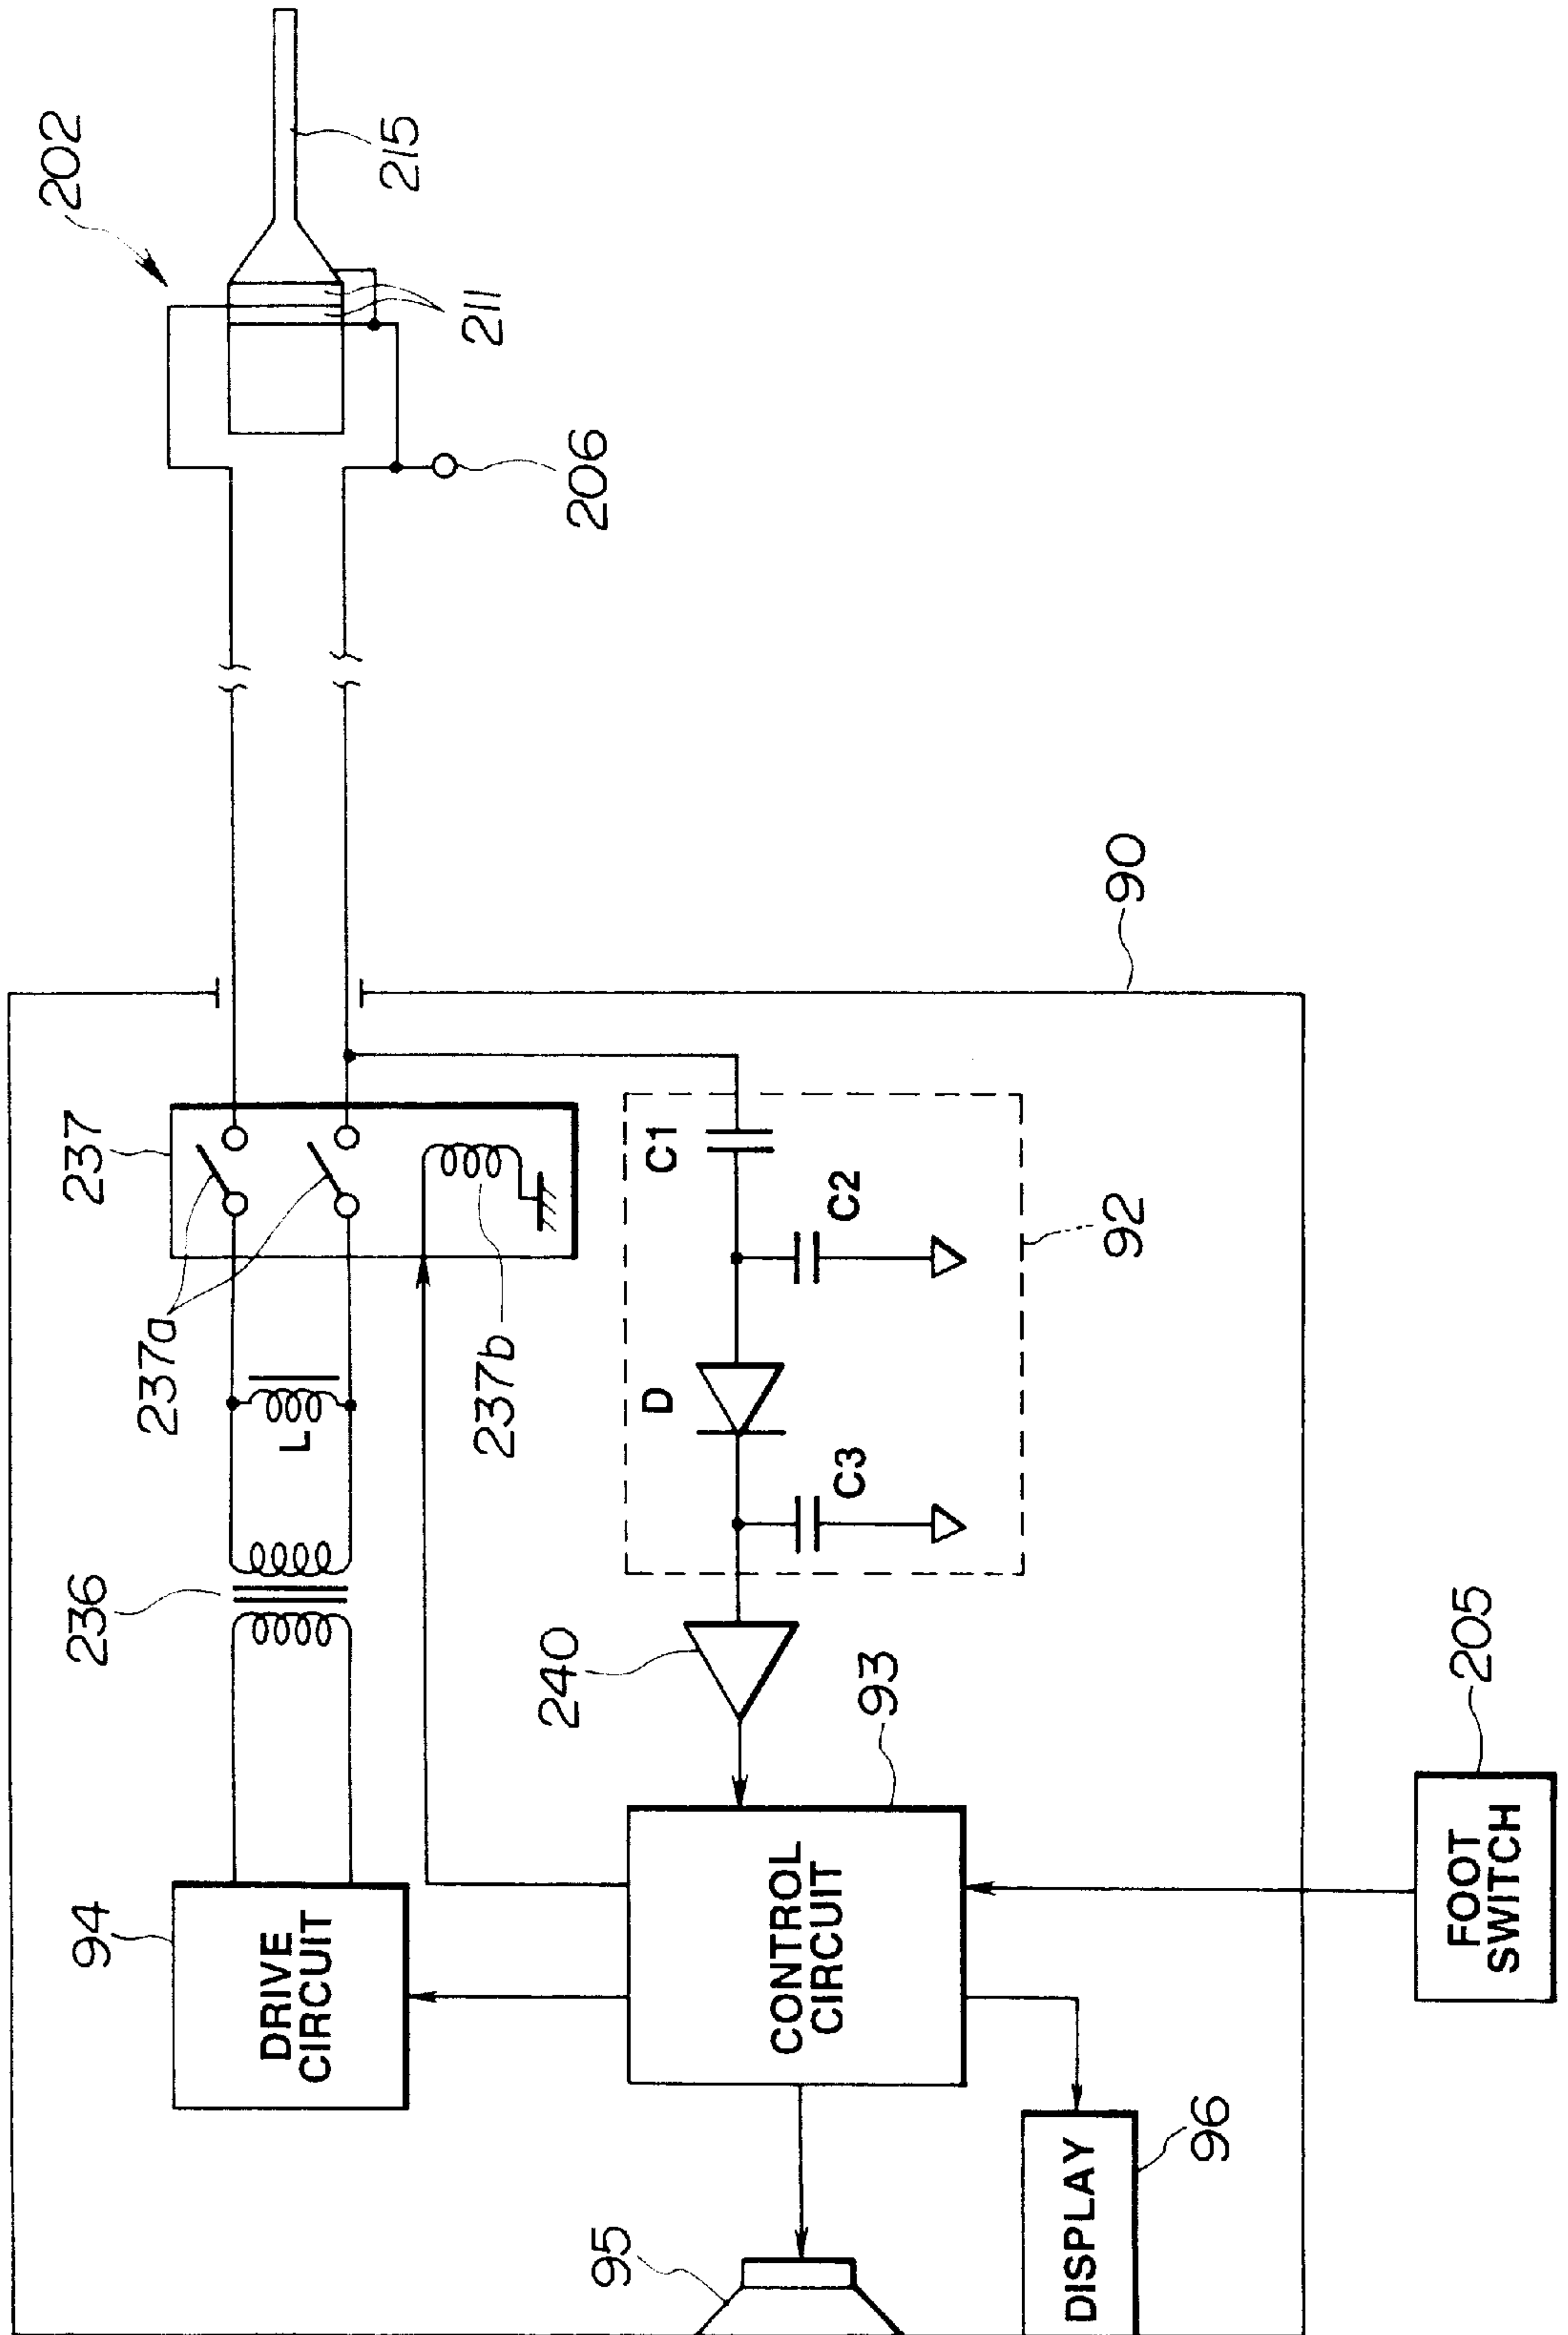 202
215
211
206
90
237
237a
237b
L
236
C1
C2
D
C3
92
240
93
94
DRIVE
CIRCUIT
CONTROL
CIRCUIT
205
FOOT
SWITCH
95
DISPLAY
96